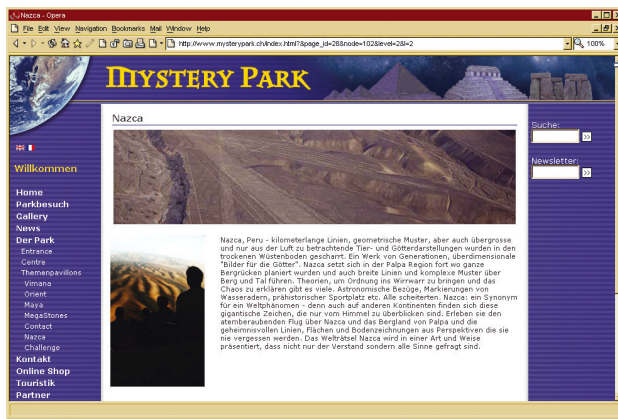 Nazca - Opera
File Edit View Navigation Bookmarks Mail Window Help
http://www.mysterypark.ch/index.html?&page_id=28&node=102&level=2&l=2
100%
MYSTERY PARK
Willkommen
Home
Parkbesuch
Gallery
News
Der Park
Entrance
Centre
Themenpavillons
Vimana
Orient
Maya
MegaStones
Contact
Nazca
Challenge
Kontakt
Online Shop
Touristik
Partner
Nazca
Nazca, Peru - kilometerlange Linien, geometrische Muster, aber auch übergrosse
und nur aus der Luft zu betrachtende Tier- und Götterdarstellungen wurden in den
trockenen Wüstenboden gescharrt. Ein Werk von Generationen, überdimensionale
"Bilder für die Götter". Nazca setzt sich in der Palpa Region fort wo ganze
Bergrücken planiert wurden und auch breite Linien und komplexe Muster über
Berg und Tal führen. Theorien, um Ordnung ins Wirrwarr zu bringen und das
Chaos zu erklären gibt es viele. Astronomische Bezüge, Markierungen von
Wasseradern, prähistorischer Sportplatz etc. Alle scheiterten. Nazca: ein Synonym
für ein Weltphänomen - denn auch auf anderen Kontinenten finden sich diese
gigantische Zeichen, die nur vom Himmel zu überblicken sind. Erleben sie den
atemberaubenden Flug über Nazca und das Bergland von Palpa und die
geheimnisvollen Linien, Flächen und Bodenzeichnungen aus Perspektiven die sie
nie vergessen werden. Das Welträtsel Nazca wird in einer Art und Weise
präsentiert, dass nicht nur der Verstand sondern alle Sinne gefragt sind.
Suche:
Newsletter: